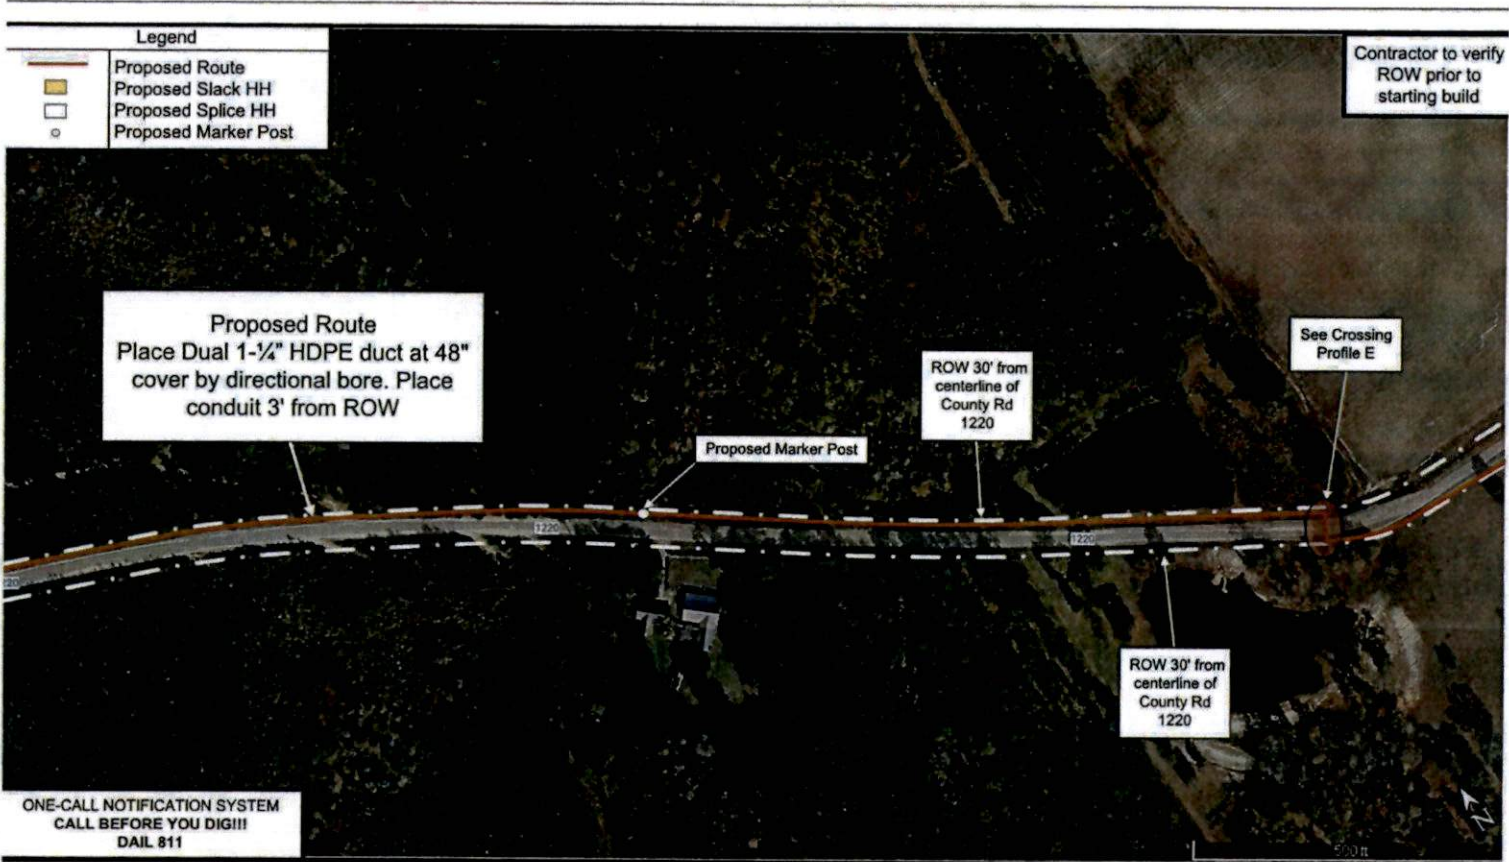 Legend
Proposed Route
Proposed Slack HH
Proposed Splice HH
Proposed Marker Post
Contractor to verify
ROW prior to
starting build
Proposed Route
Place Dual 1-¼" HDPE duct at 48"
cover by directional bore. Place
conduit 3' from ROW
See Crossing
Profile E
ROW 30' from
centerline of
County Rd
1220
Proposed Marker Post
1220
1220
20
ROW 30' from
centerline of
County Rd
1220
ONE-CALL NOTIFICATION SYSTEM
CALL BEFORE YOU DIG!!!
DAIL 811
N
500 ft